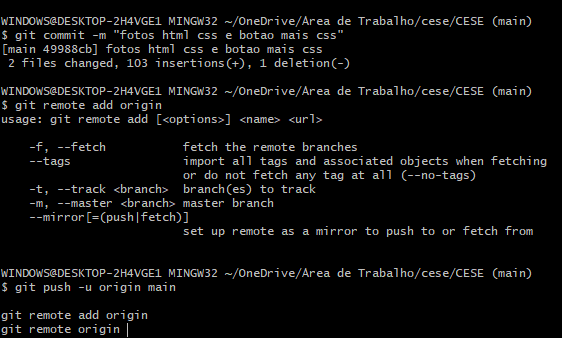 WINDOWS@DESKTOP-2H4VGE1 MINGW32 ~/OneDrive/Área de Trabalho/cese/CESE (main)
$ git commit -m "fotos html css e botao mais css"
[main 49988cb] fotos html css e botao mais css
 2 files changed, 103 insertions(+), 1 deletion(-)

WINDOWS@DESKTOP-2H4VGE1 MINGW32 ~/OneDrive/Área de Trabalho/cese/CESE (main)
$ git remote add origin
usage: git remote add [<options>] <name> <url>

    -f, --fetch           fetch the remote branches
    --tags                import all tags and associated objects when fetching
                          or do not fetch any tag at all (--no-tags)
    -t, --track <branch>  branch(es) to track
    -m, --master <branch> master branch
    --mirror[=(push|fetch)]
                          set up remote as a mirror to push to or fetch from

WINDOWS@DESKTOP-2H4VGE1 MINGW32 ~/OneDrive/Área de Trabalho/cese/CESE (main)
$ git push -u origin main

git remote add origin
git remote origin